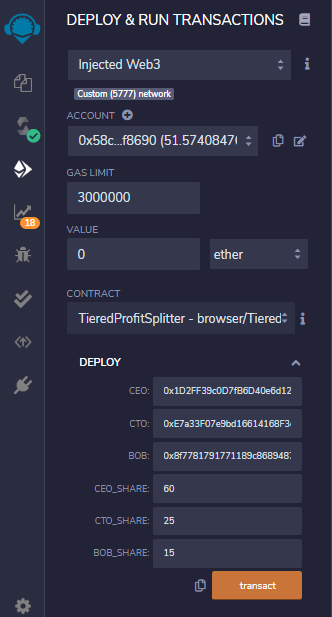 DEPLOY & RUN TRANSACTIONS
Injected Web3
Custom (5777) network
ACCOUNT
0x58c...f8690 (51.57408476
GAS LIMIT
3000000
VALUE
0 ether
CONTRACT
TieredProfitSplitter - browser/Tiered
DEPLOY
CEO: 0x1D2FF39c0D7fB6D40e6d12
CTO: 0xE7a33F07e9bd16614168F3
BOB: 0x8f7781791771189c868948
CEO_SHARE: 60
CTO_SHARE: 25
BOB_SHARE: 15
transact
18